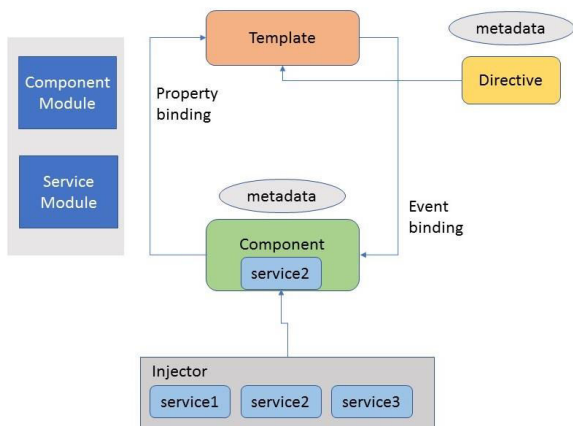 metadata
Template
Directive
Component
Module
Property
binding
Service
Module
metadata
Event
binding
Component
service2
Injector
service1
service2
service3